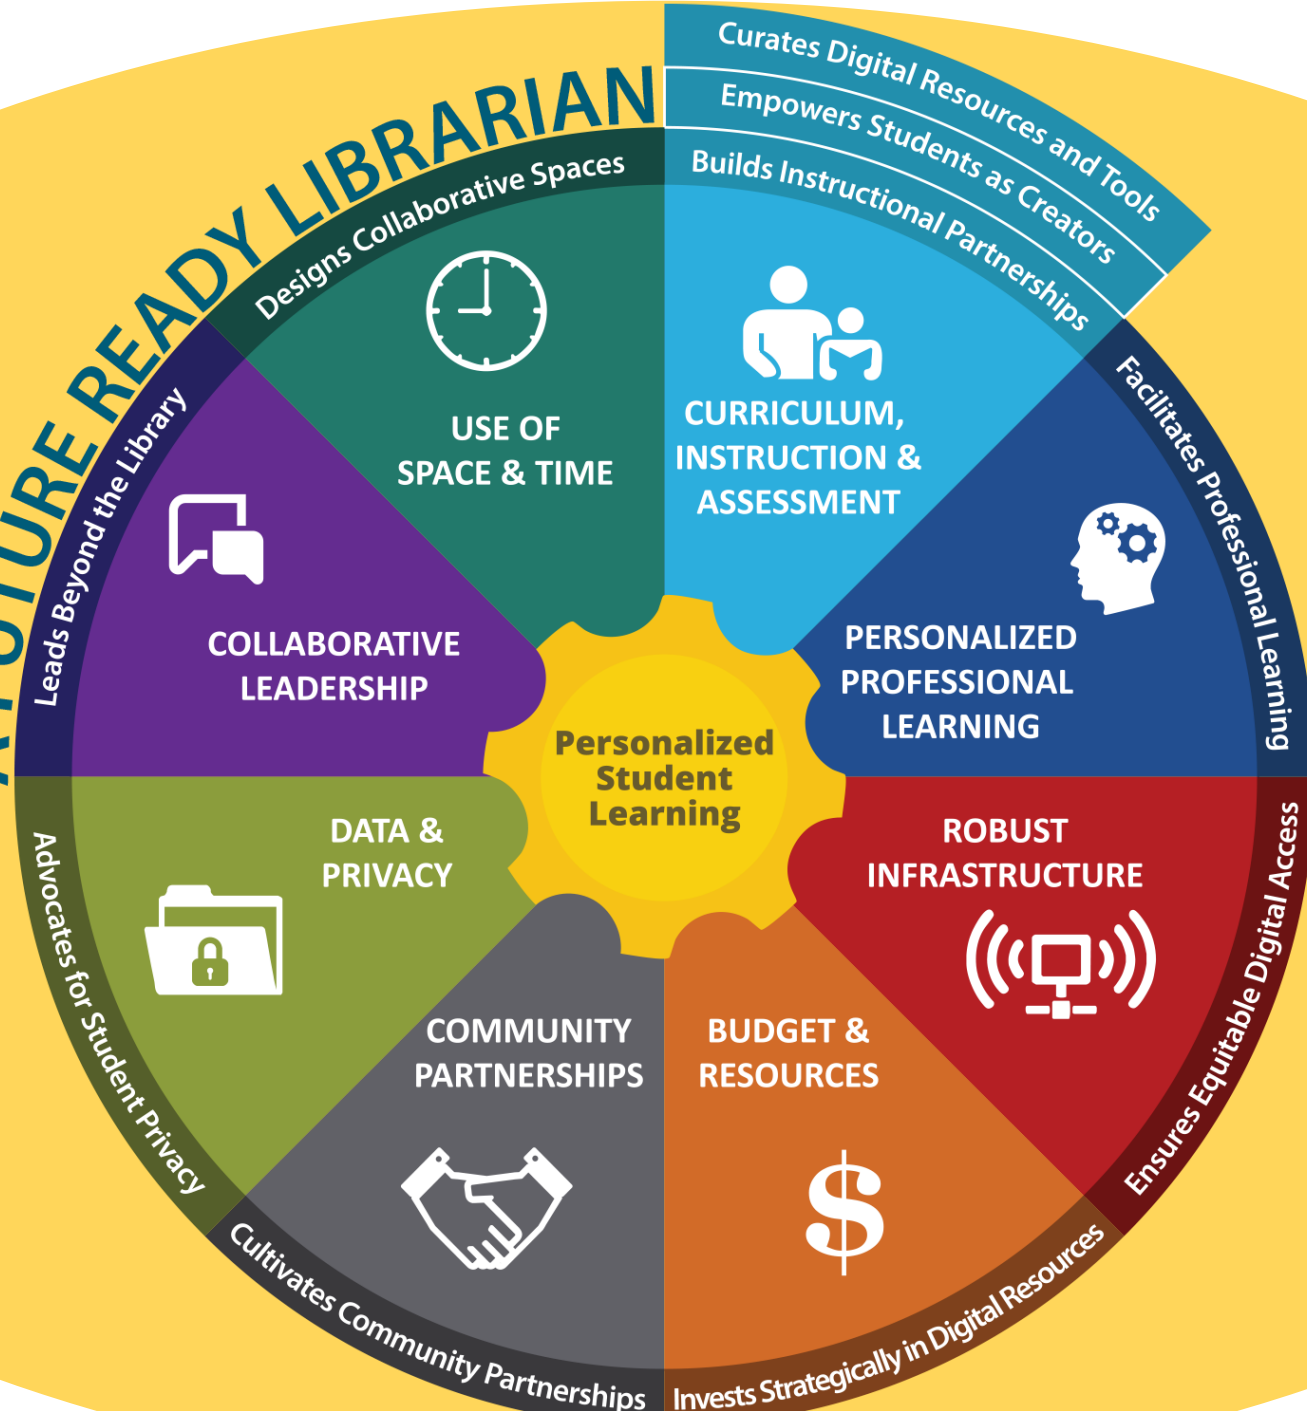 FUTURE READY LIBRARIAN
Curates Digital Resources and Tools
Empowers Students as Creators
Builds Instructional Partnerships
CURRICULUM,
INSTRUCTION &
ASSESSMENT
Facilitates Professional Learning
PERSONALIZED
PROFESSIONAL
LEARNING
Ensures Equitable Digital Access
ROBUST
INFRASTRUCTURE
Invests Strategically in Digital Resources
BUDGET &
RESOURCES
Cultivates Community Partnerships
COMMUNITY
PARTNERSHIPS
Advocates for Student Privacy
DATA &
PRIVACY
Leads Beyond the Library
COLLABORATIVE
LEADERSHIP
Designs Collaborative Spaces
USE OF
SPACE & TIME
Personalized
Student
Learning
$